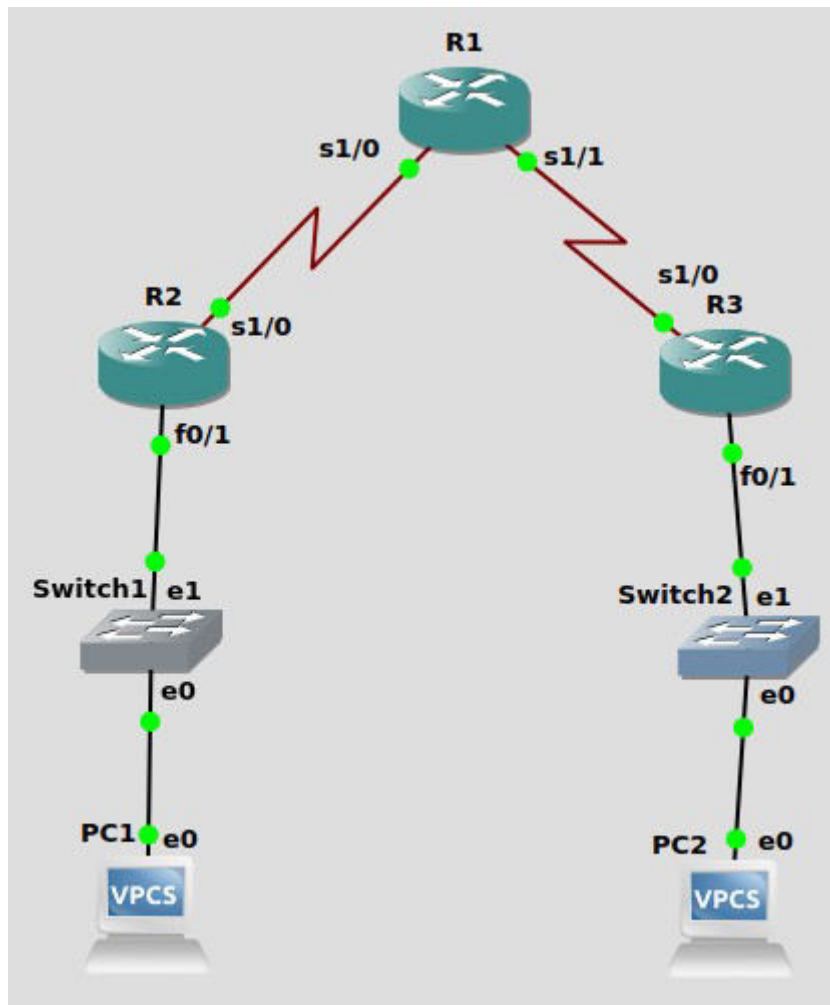 R1
s1/0
s1/1
s1/0
R2
R3
s1/0
f0/1
f0/1
Switch1
e1
Switch2
e1
e0
e0
PC1
e0
PC2
e0
VPCS
VPCS